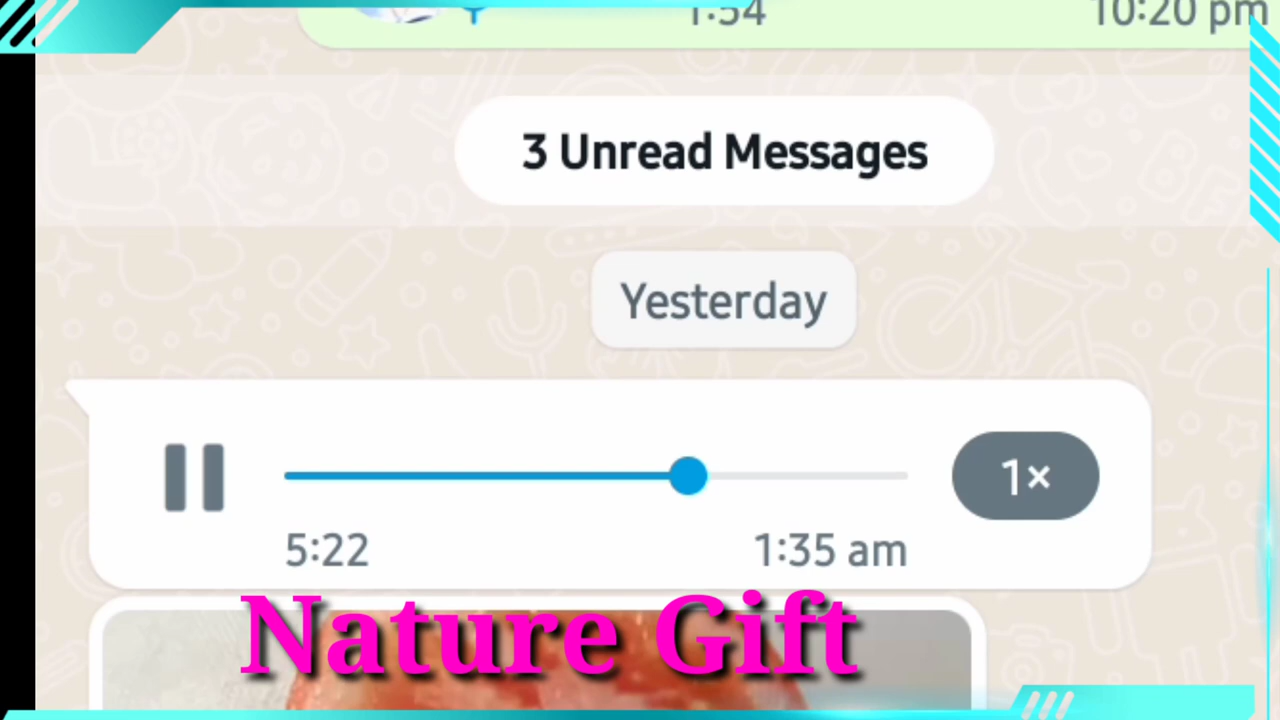 1:54 10:20 pm
3 Unread Messages
Yesterday
1×
5:22 1:35 am
Nature Gift